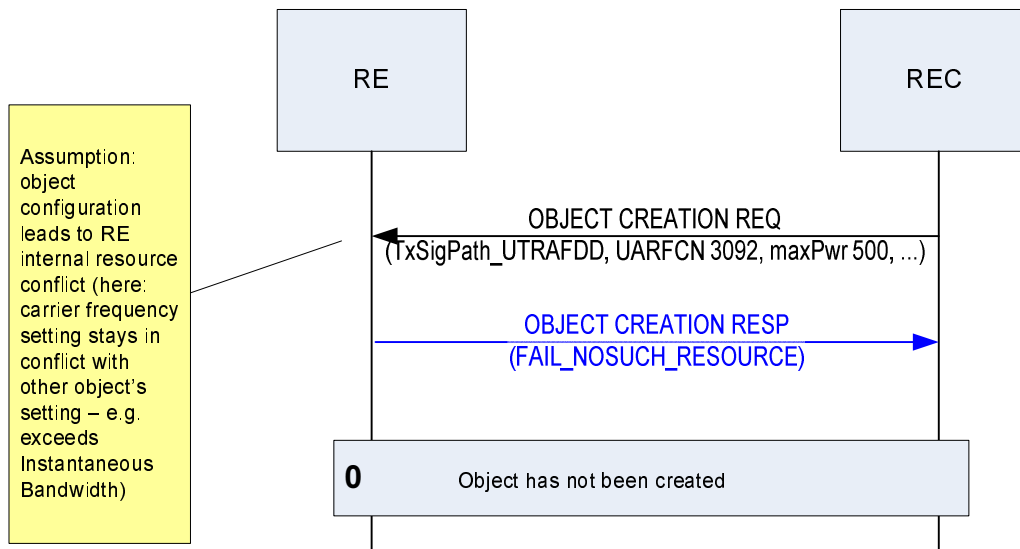 RE
REC
Assumption:
object
configuration
leads to RE
internal resource
conflict (here:
carrier frequency
setting stays in
conflict with
other object's
setting – e.g.
exceeds
Instantaneous
Bandwidth)
OBJECT CREATION REQ
(TxSigPath_UTRAFDD, UARFCN 3092, maxPwr 500, ...)
OBJECT CREATION RESP
(FAIL_NOSUCH_RESOURCE)
0 Object has not been created